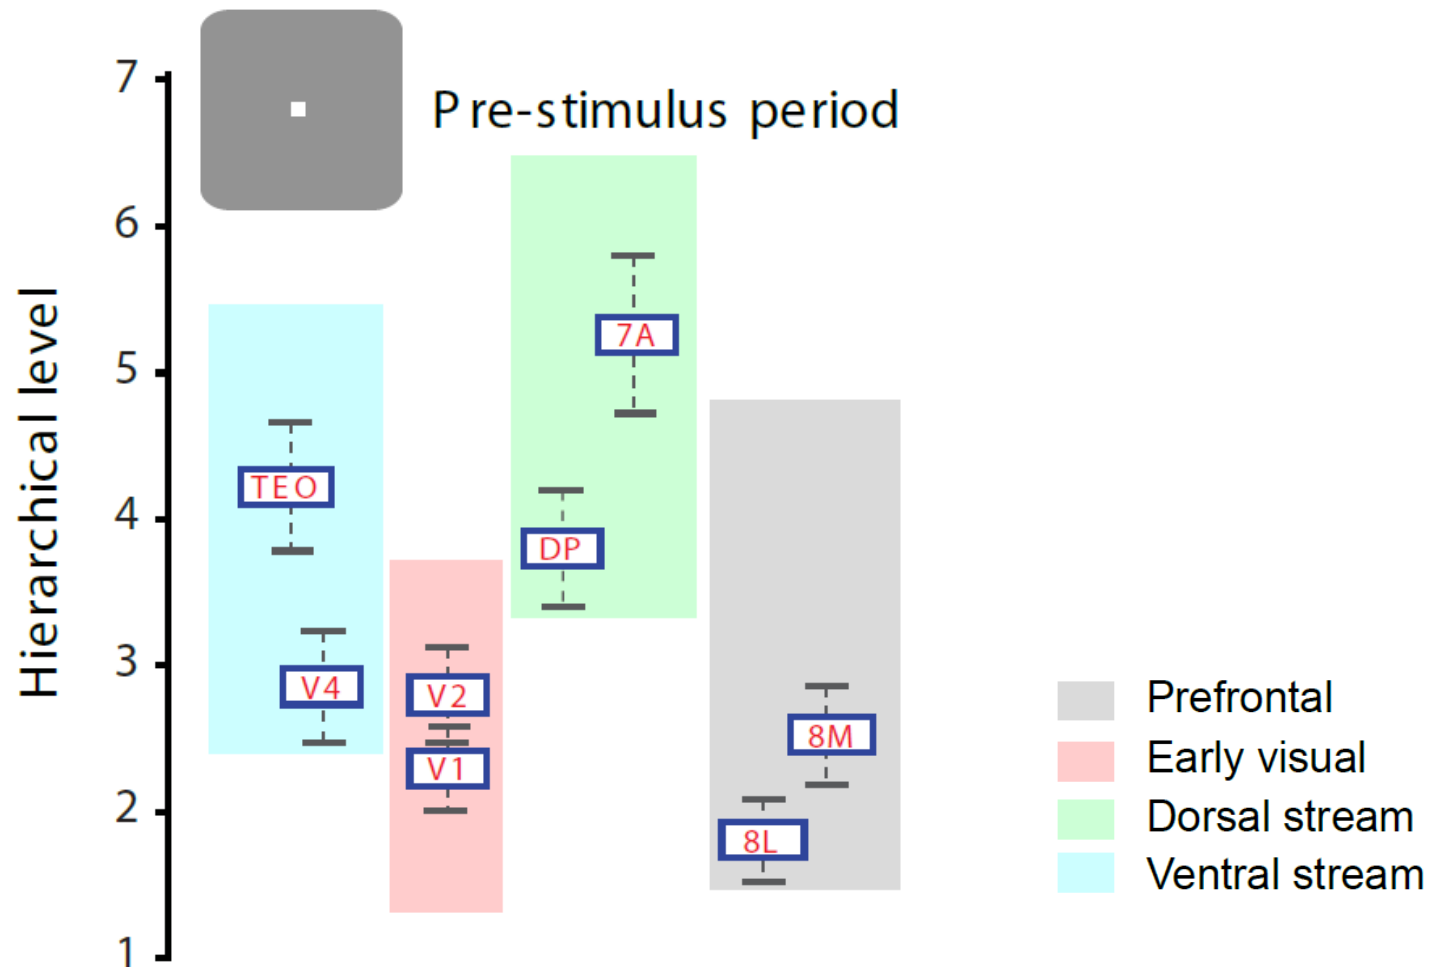 7
Pre-stimulus period
6
5
4
3
2
1
Hierarchical level
7A
TEO
DP
V4
V2
V1
8M
8L
Prefrontal
Early visual
Dorsal stream
Ventral stream